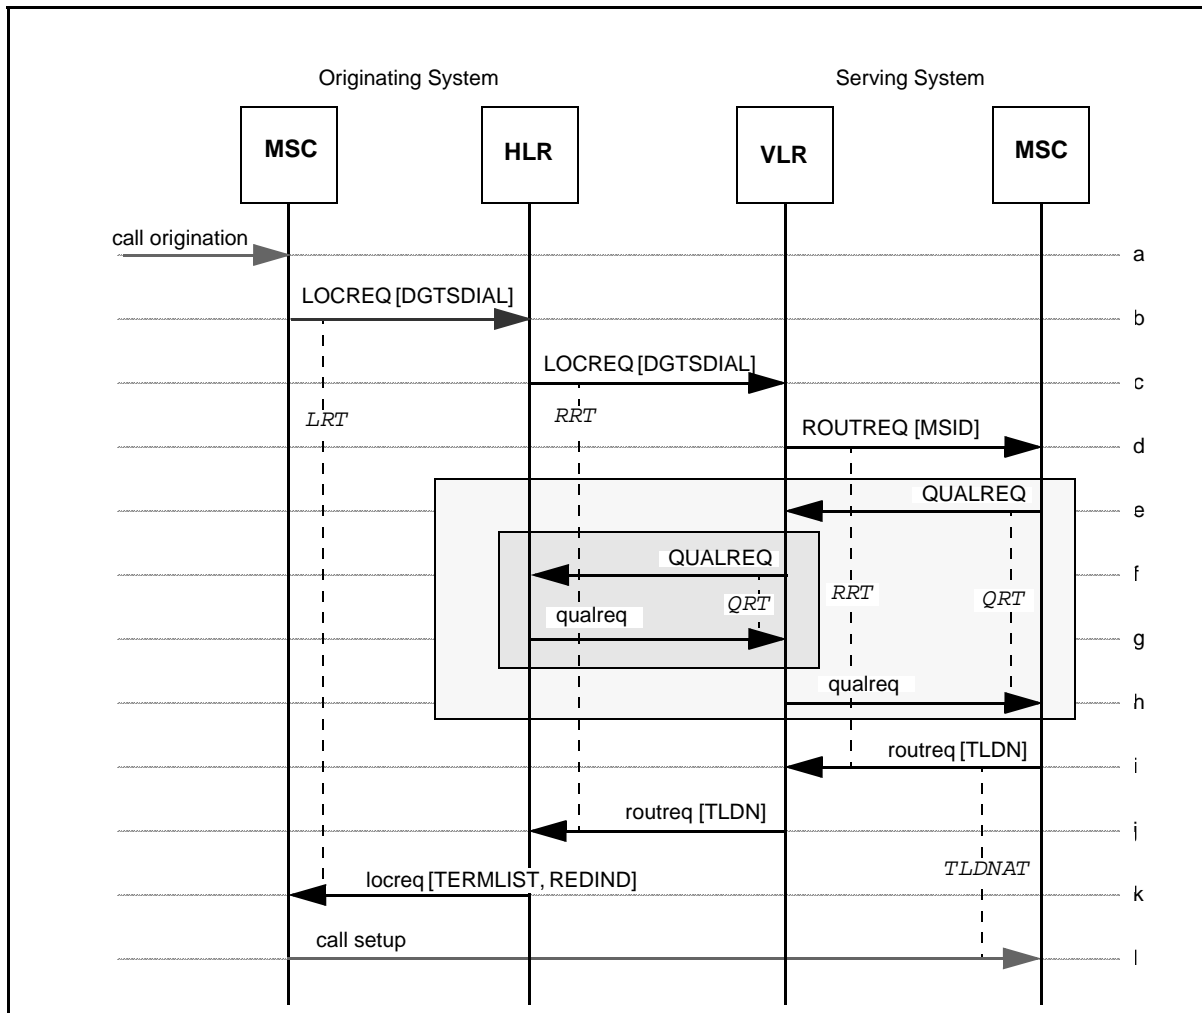 Originating System
Serving System
MSC
HLR
VLR
MSC
call origination
a
LOCREQ [DGTSDIAL]
b
LOCREQ [DGTSDIAL]
c
LRT
RRT
ROUTREQ [MSID]
d
QUALREQ
e
QUALREQ
f
QRT
RRT
QRT
qualreq
g
qualreq
h
routreq [TLDN]
i
routreq [TLDN]
j
TLDNAT
locreq [TERMLIST, REDIND]
k
call setup
l